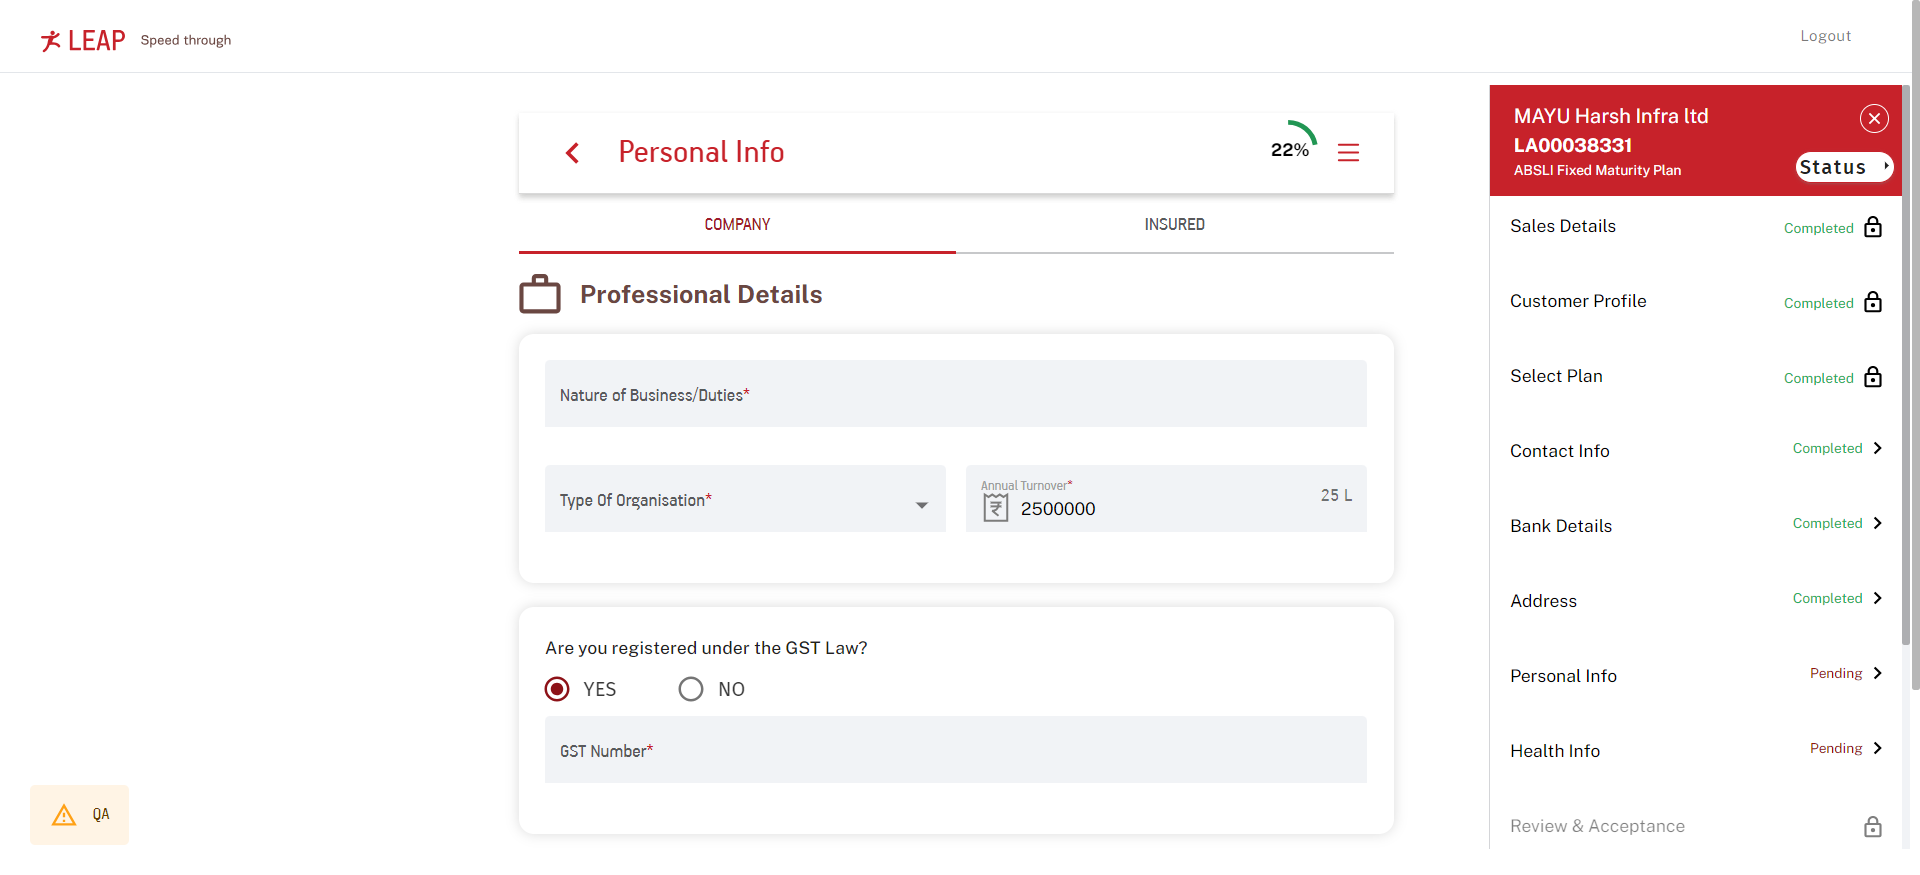 LEAP Speed through
Logout
Personal Info
22%
COMPANY
INSURED
Professional Details
Nature of Business/Duties*
Type Of Organisation*
Annual Turnover*
2500000
25 L
Are you registered under the GST Law?
YES
NO
GST Number*
QA
MAYU Harsh Infra ltd
LA00038331
ABSLI Fixed Maturity Plan
Status
Sales Details Completed
Customer Profile Completed
Select Plan Completed
Contact Info Completed
Bank Details Completed
Address Completed
Personal Info Pending
Health Info Pending
Review & Acceptance